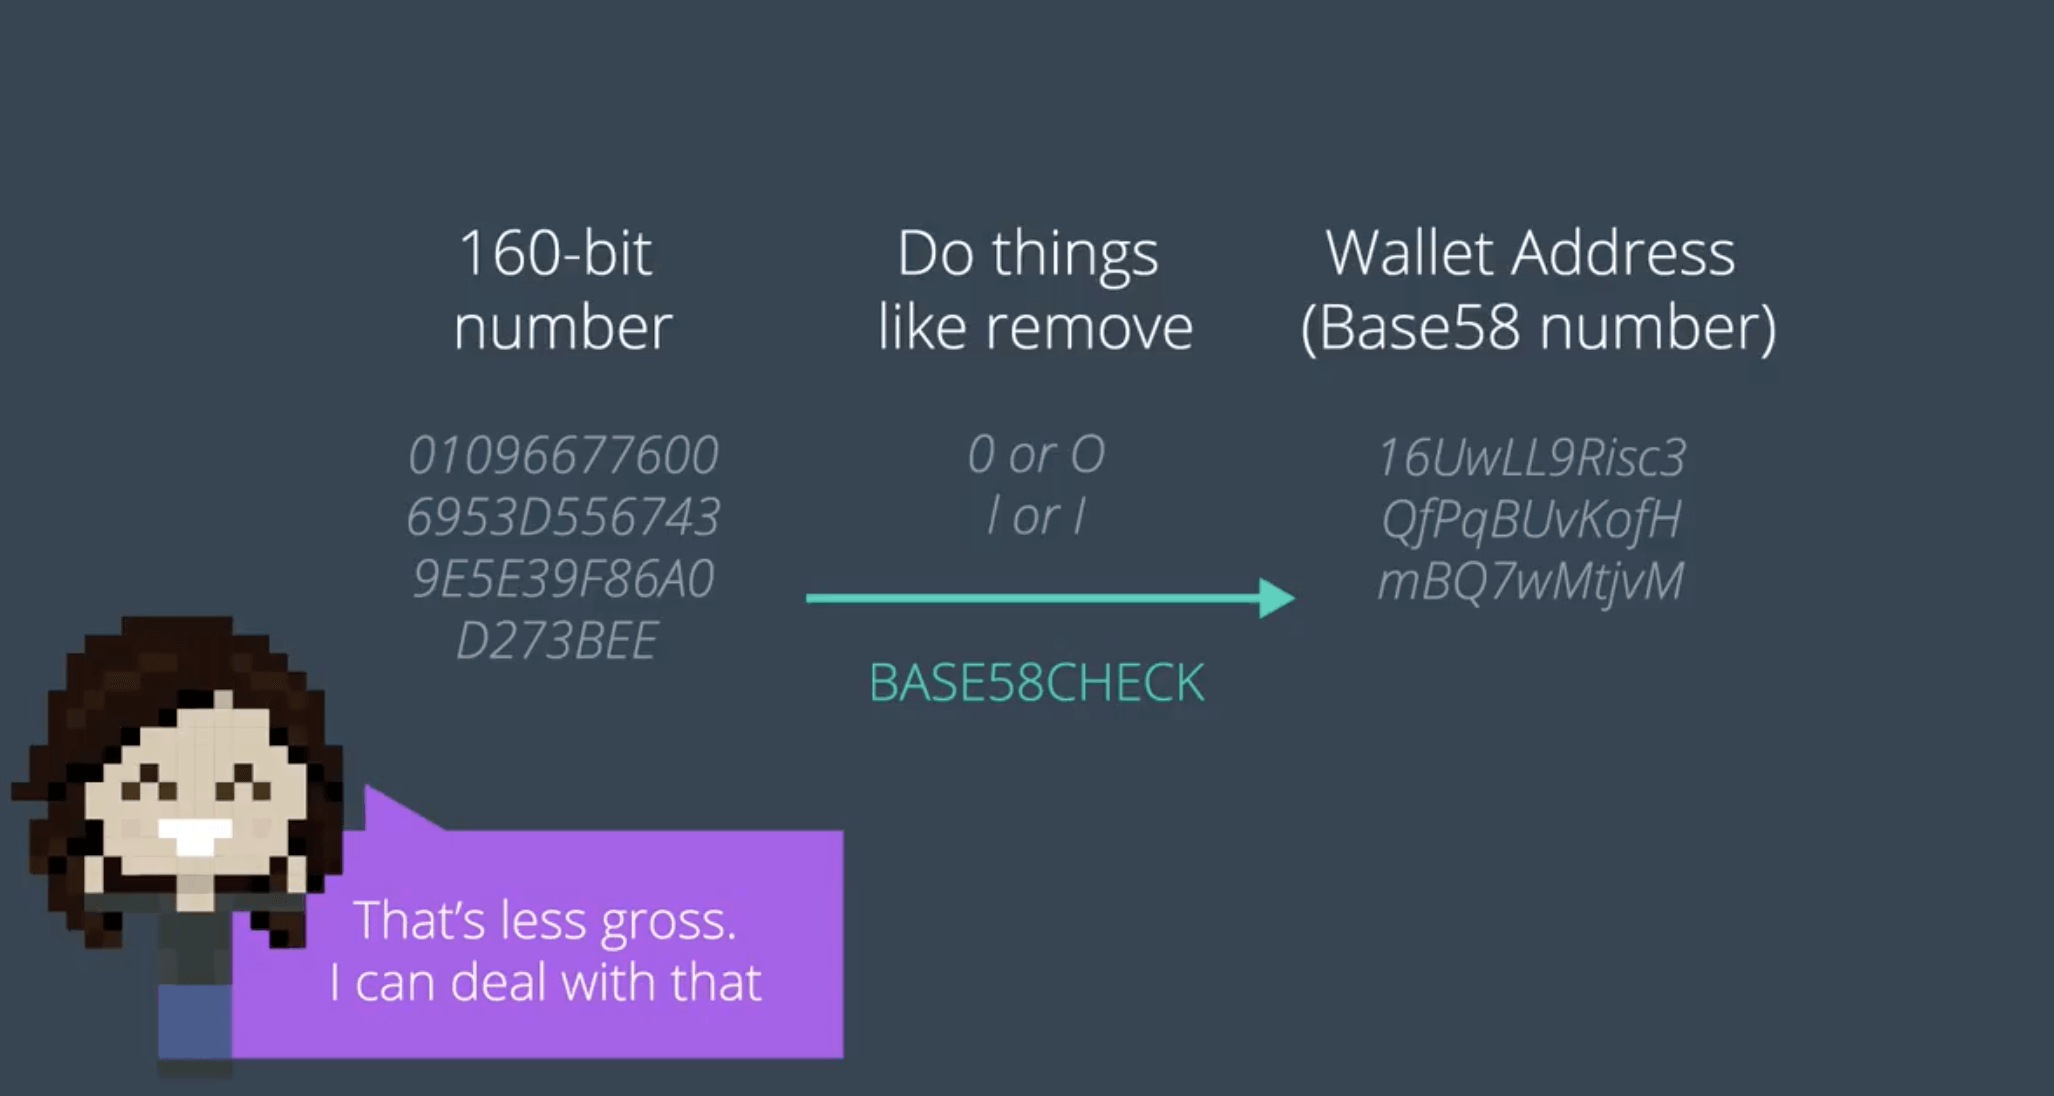 160-bit
number
01096677600
6953D556743
9E5E39F86A0
D273BEE
Do things
like remove
0 or O
l or I
BASE58CHECK
Wallet Address
(Base58 number)
16UwLL9Risc3
QfPqBUvKofH
mBQ7wMtjvM
That’s less gross.
I can deal with that